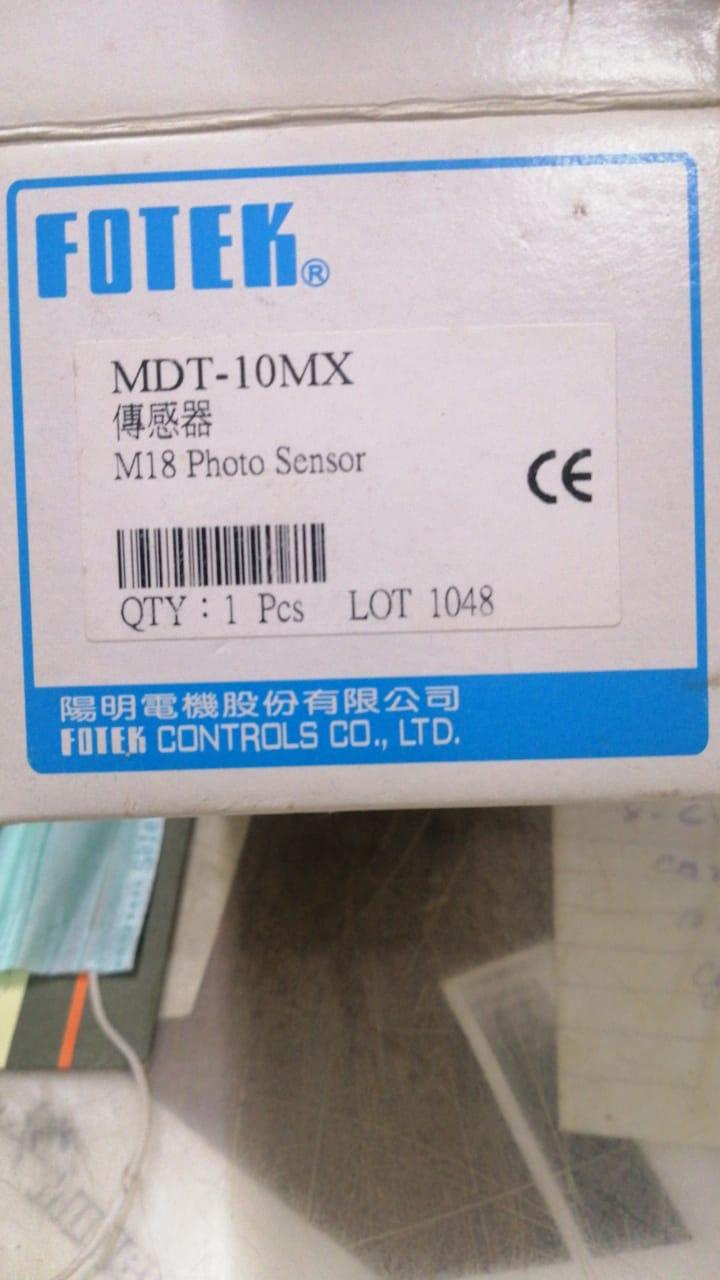 FOTEK®
MDT-10MX
傳感器
M18 Photo Sensor
CE
QTY : 1 Pcs LOT 1048
陽明電機股份有限公司
FOTEK CONTROLS CO., LTD.